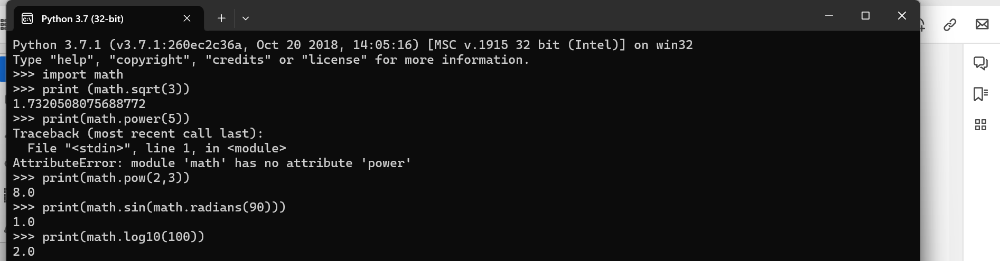 Python 3.7 (32-bit)
Python 3.7.1 (v3.7.1:260ec2c36a, Oct 20 2018, 14:05:16) [MSC v.1915 32 bit (Intel)] on win32
Type "help", "copyright", "credits" or "license" for more information.
>>> import math
>>> print (math.sqrt(3))
1.7320508075688772
>>> print(math.power(5))
Traceback (most recent call last):
  File "<stdin>", line 1, in <module>
AttributeError: module 'math' has no attribute 'power'
>>> print(math.pow(2,3))
8.0
>>> print(math.sin(math.radians(90)))
1.0
>>> print(math.log10(100))
2.0